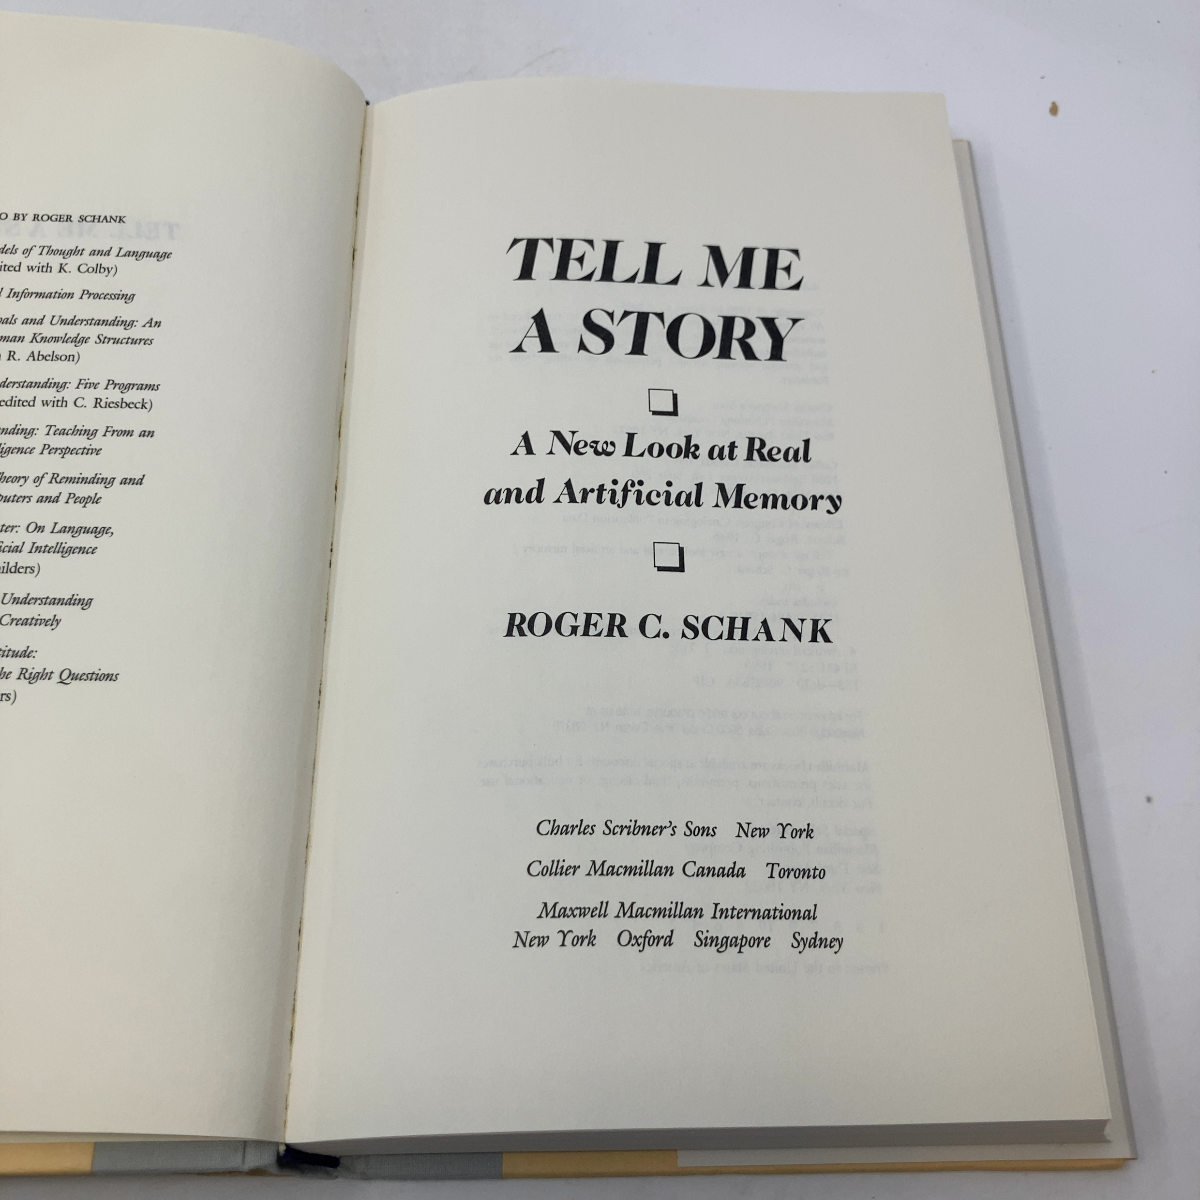 O BY ROGER SCHANK
dels of Thought and Language
ited with K. Colby)
l Information Processing
oals and Understanding: An
man Knowledge Structures
R. Abelson)
derstanding: Five Programs
edited with C. Riesbeck)
nding: Teaching From an
ligence Perspective
heory of Reminding and
puters and People
ter: On Language,
icial Intelligence
ilders)
Understanding
Creatively
titude:
he Right Questions
rs)
TELL ME
A STORY
A New Look at Real
and Artificial Memory
ROGER C. SCHANK
Charles Scribner's Sons New York
Collier Macmillan Canada Toronto
Maxwell Macmillan International
New York Oxford Singapore Sydney